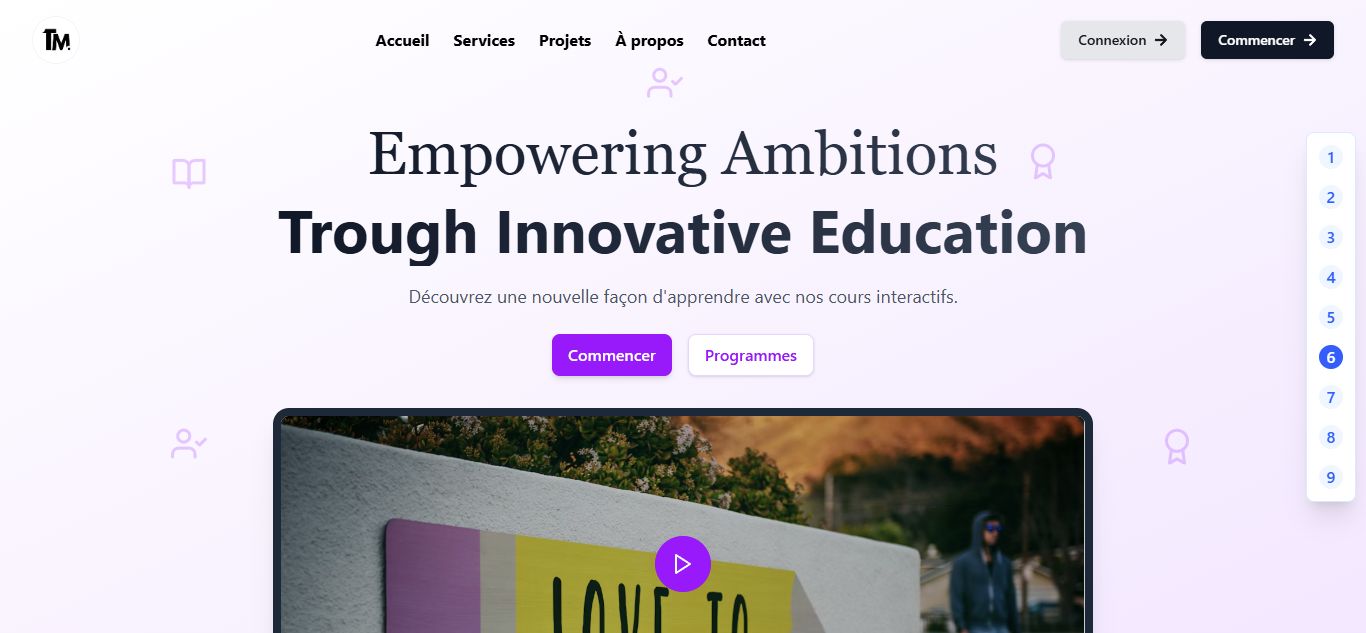 TM
Accueil Services Projets À propos Contact
Connexion
Commencer
Empowering Ambitions
Trough Innovative Education
Découvrez une nouvelle façon d'apprendre avec nos cours interactifs.
Commencer
Programmes
1
2
3
4
5
6
7
8
9
LOVE TO